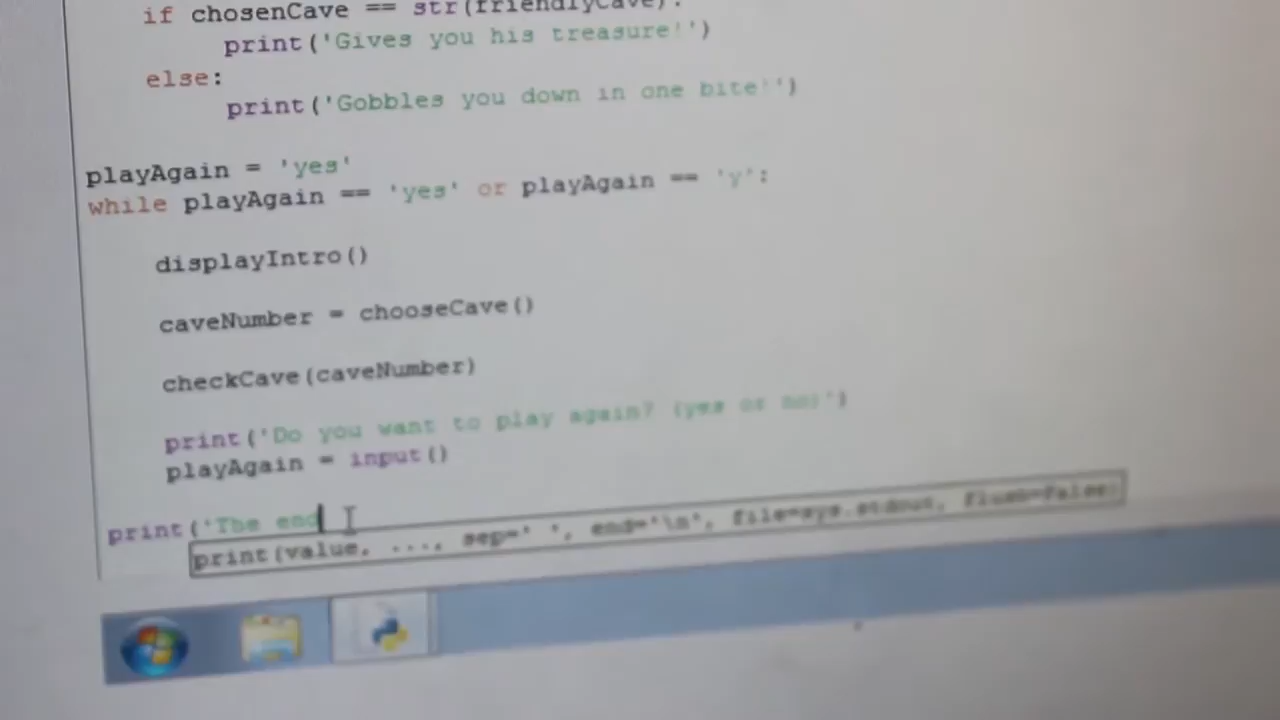 if chosenCave == str(friendlyCave):
print('Gives you his treasure!')
else:
print('Gobbles you down in one bite!')
playAgain = 'yes'
while playAgain == 'yes' or playAgain == 'y':
displayIntro()
caveNumber = chooseCave()
checkCave(caveNumber)
print('Do you want to play again? (yes or no)')
playAgain = input()
print('The end
print(value, ..., sep=' ', end='\n', file=sys.stdout, flush=False)